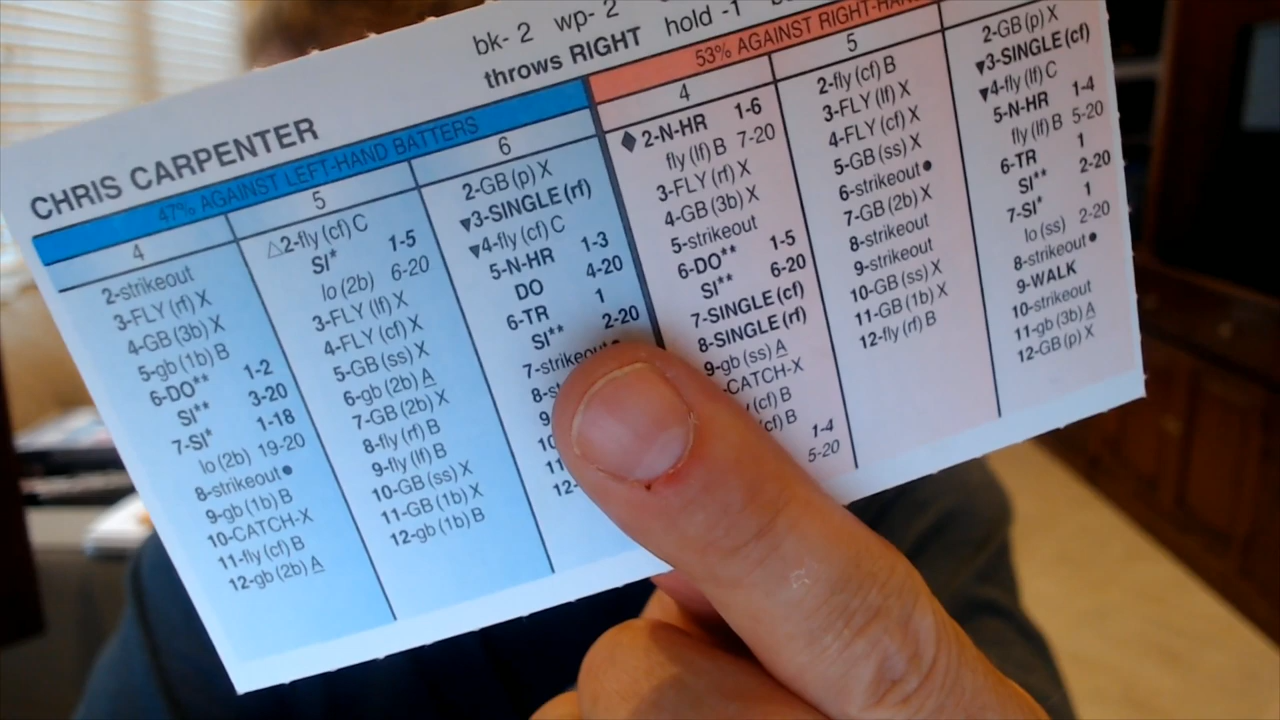 bk- 2 wp- 2
throws RIGHT hold -1
CHRIS CARPENTER
47% AGAINST LEFT-HAND BATTERS
4
2-strikeout
3-FLY (rf) X
4-GB (3b) X
5-gb (1b) B
6-DO** 1-2
SI** 3-20
7-SI* 1-18
lo (2b) 19-20
8-strikeout●
9-gb (1b) B
10-CATCH-X
11-fly (cf) B
12-gb (2b) A
5
△2-fly (cf) C
SI* 1-5
lo (2b) 6-20
3-FLY (lf) X
4-FLY (cf) X
5-GB (ss) X
6-gb (2b) A
7-GB (2b) X
8-fly (rf) B
9-fly (lf) B
10-GB (ss) X
11-GB (1b) X
12-gb (1b) B
6
2-GB (p) X
▼3-SINGLE (rf)
▼4-fly (cf) C
5-N-HR 1-3
DO 4-20
6-TR 1
SI** 2-20
7-strikeout●
8-s
9
10
11
12-
53% AGAINST RIGHT-HAN
4
◆2-N-HR 1-6
fly (lf) B 7-20
3-FLY (rf) X
4-GB (3b) X
5-strikeout
6-DO** 1-5
SI** 6-20
7-SINGLE (cf)
8-SINGLE (rf)
9-gb (ss) A
-CATCH-X
(cf) B
(cf) B
1-4
5-20
5
2-fly (cf) B
3-FLY (lf) X
4-FLY (cf) X
5-GB (ss) X
6-strikeout●
7-GB (2b) X
8-strikeout
9-strikeout
10-GB (ss) X
11-GB (1b) X
12-fly (rf) B
2-GB (p) X
▼3-SINGLE (cf)
▼4-fly (lf) C
5-N-HR 1-4
fly (lf) B 5-20
6-TR 1
SI** 2-20
7-SI* 1
lo (ss) 2-20
8-strikeout●
9-WALK
10-strikeout
11-gb (3b) A
12-GB (p) X